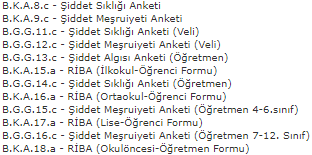 B.K.A.8.c - Şiddet Sıklığı Anketi
B.K.A.9.c - Şiddet Meşruiyeti Anketi
B.G.G.11.c - Şiddet Sıklığı Anketi (Veli)
B.G.G.12.c - Şiddet Meşruiyeti Anketi (Veli)
B.G.G.13.c - Şiddet Algısı Anketi (Öğretmen)
B.K.A.15.a - RİBA (İlkokul-Öğrenci Formu)
B.G.G.14.c - Şiddet Sıklığı Anketi (Öğretmen)
B.K.A.16.a - RİBA (Ortaokul-Öğrenci Formu)
B.G.G.15.c - Şiddet Meşruiyeti Anketi (Öğretmen 4-6.sınıf)
B.K.A.17.a - RİBA (Lise-Öğrenci Formu)
B.G.G.16.c - Şiddet Meşruiyeti Anketi (Öğretmen 7-12. Sınıf)
B.K.A.18.a - RİBA (Okulöncesi-Öğretmen Formu)